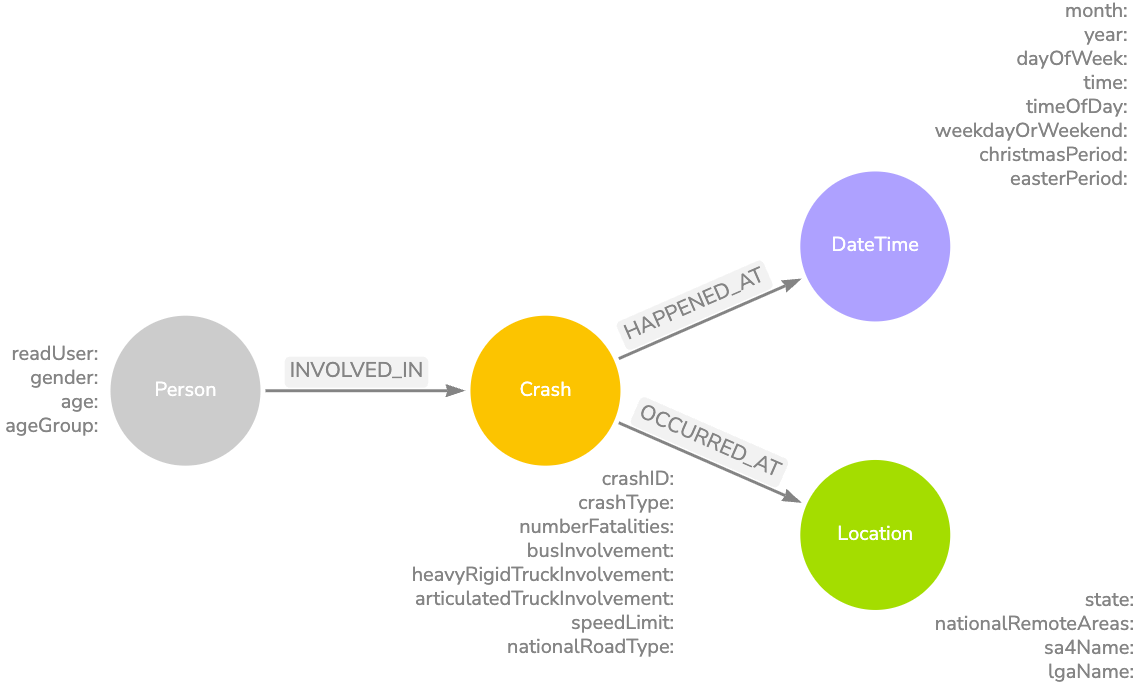 month:
year:
dayOfWeek:
time:
timeOfDay:
weekdayOrWeekend:
christmasPeriod:
easterPeriod:
DateTime
HAPPENED_AT
readUser:
gender:
age:
ageGroup:
Person
INVOLVED_IN
Crash
OCCURRED_AT
crashID:
crashType:
numberFatalities:
busInvolvement:
heavyRigidTruckInvolvement:
articulatedTruckInvolvement:
speedLimit:
nationalRoadType:
Location
state:
nationalRemoteAreas:
sa4Name:
lgaName: